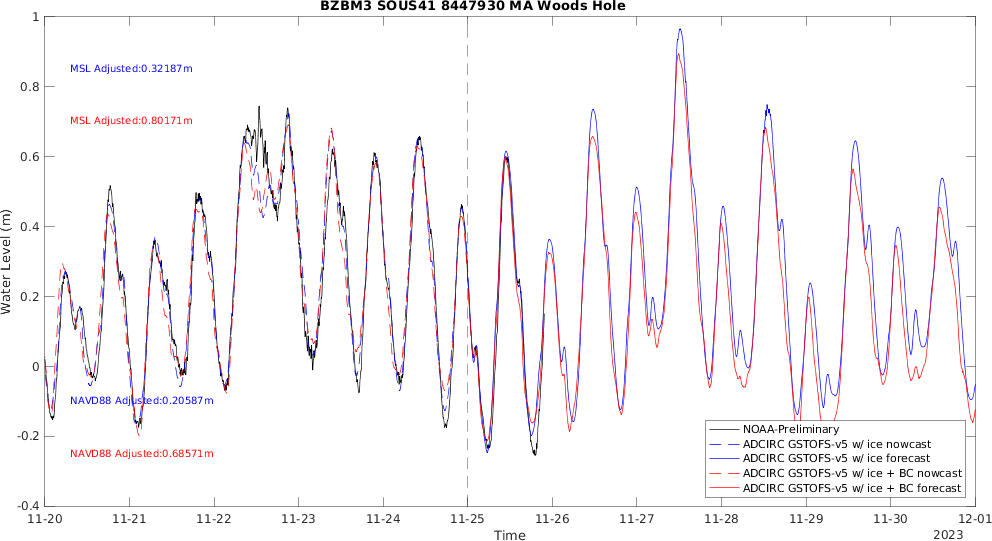 BZBM3 SOUS41 8447930 MA Woods Hole
1
0.8
0.6
0.4
0.2
0
-0.2
-0.4
Water Level (m)
MSL Adjusted:0.32187m
MSL Adjusted:0.80171m
NAVD88 Adjusted:0.20587m
NAVD88 Adjusted:0.68571m
NOAA-Preliminary
ADCIRC GSTOFS-v5 w/ ice nowcast
ADCIRC GSTOFS-v5 w/ ice forecast
ADCIRC GSTOFS-v5 w/ ice + BC nowcast
ADCIRC GSTOFS-v5 w/ ice + BC forecast
11-20 11-21 11-22 11-23 11-24 11-25 11-26 11-27 11-28 11-29 11-30 12-01
Time
2023